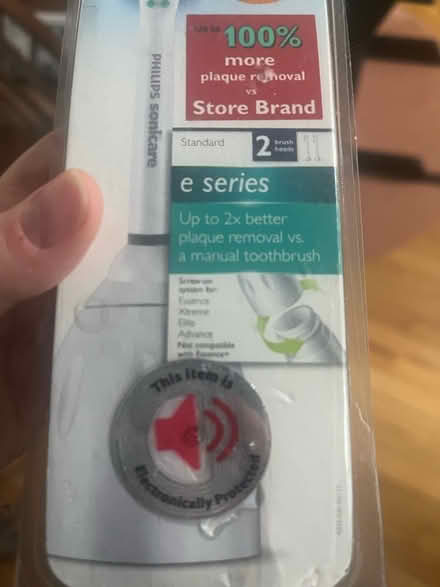 Up to 100%
more
plaque removal
vs
Store Brand
PHILIPS sonicare
Standard
2 brush
heads
e series
Up to 2x better
plaque removal vs.
a manual toothbrush
Screw-on
system for:
Essence
Xtreme
Elite
Advance
Not compatible
with Essence+
This item is
Electronically Protected